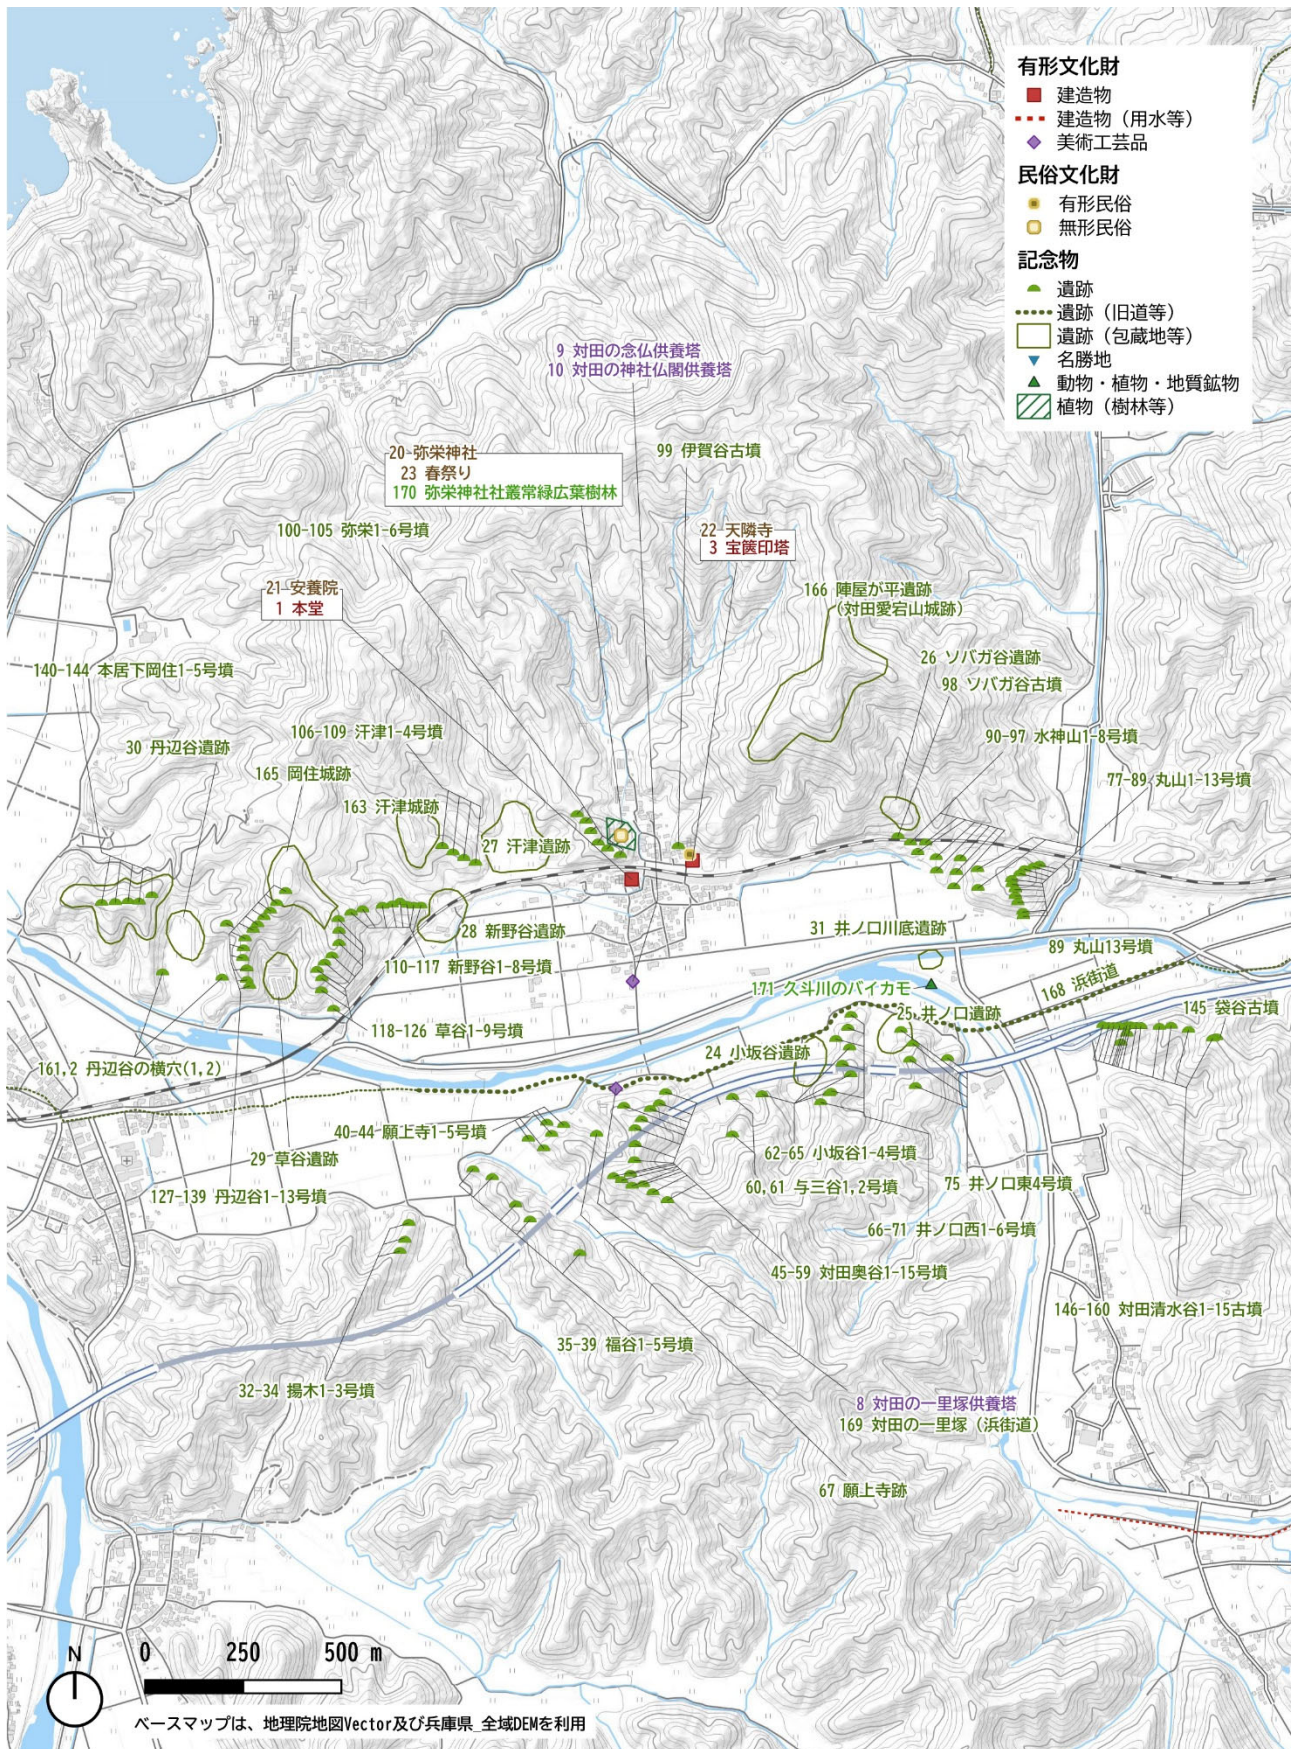 有形文化財
建造物
建造物（用水等）
美術工芸品
民俗文化財
有形民俗
無形民俗
記念物
遺跡
遺跡（旧道等）
遺跡（包蔵地等）
名勝地
動物・植物・地質鉱物
植物（樹林等）
9 対田の念仏供養塔
10 対田の神社仏閣供養塔
20 弥栄神社
23 春祭り
170 弥栄神社社叢常緑広葉樹林
99 伊賀谷古墳
100-105 弥栄1-6号墳
22 天隣寺
3 宝篋印塔
21 安養院
1 本堂
166 陣屋が平遺跡
（対田愛宕山城跡）
26 ソバガ谷遺跡
98 ソバガ谷古墳
140-144 本居下岡住1-5号墳
106-109 汗津1-4号墳
90-97 水神山1-8号墳
30 丹辺谷遺跡
165 岡住城跡
77-89 丸山1-13号墳
163 汗津城跡
27 汗津遺跡
28 新野谷遺跡
31 井ノ口川底遺跡
89 丸山13号墳
110-117 新野谷1-8号墳
168 浜街道
171 久斗川のバイカモ
145 袋谷古墳
25 井ノ口遺跡
118-126 草谷1-9号墳
24 小坂谷遺跡
161,2 丹辺谷の横穴(1,2)
40-44 願上寺1-5号墳
29 草谷遺跡
62-65 小坂谷1-4号墳
127-139 丹辺谷1-13号墳
60,61 与三谷1,2号墳
75 井ノ口東4号墳
66-71 井ノ口西1-6号墳
45-59 対田奥谷1-15号墳
146-160 対田清水谷1-15古墳
35-39 福谷1-5号墳
32-34 揚木1-3号墳
8 対田の一里塚供養塔
169 対田の一里塚（浜街道）
67 願上寺跡
N
0 250 500 m
ベースマップは、地理院地図Vector及び兵庫県_全域DEMを利用